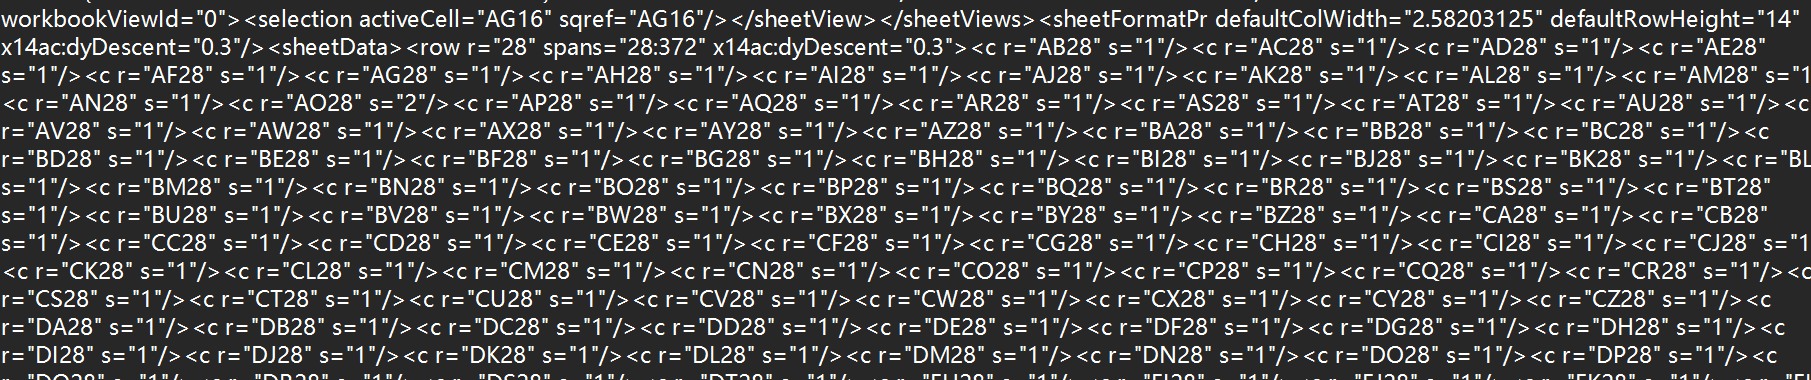 workbookViewId="0"><selection activeCell="AG16" sqref="AG16"/></sheetView></sheetViews><sheetFormatPr defaultColWidth="2.58203125" defaultRowHeight="14"
x14ac:dyDescent="0.3"/><sheetData><row r="28" spans="28:372" x14ac:dyDescent="0.3"><c r="AB28" s="1"/><c r="AC28" s="1"/><c r="AD28" s="1"/><c r="AE28"
s="1"/><c r="AF28" s="1"/><c r="AG28" s="1"/><c r="AH28" s="1"/><c r="AI28" s="1"/><c r="AJ28" s="1"/><c r="AK28" s="1"/><c r="AL28" s="1"/><c r="AM28" s="1
<c r="AN28" s="1"/><c r="AO28" s="2"/><c r="AP28" s="1"/><c r="AQ28" s="1"/><c r="AR28" s="1"/><c r="AS28" s="1"/><c r="AT28" s="1"/><c r="AU28" s="1"/><c
r="AV28" s="1"/><c r="AW28" s="1"/><c r="AX28" s="1"/><c r="AY28" s="1"/><c r="AZ28" s="1"/><c r="BA28" s="1"/><c r="BB28" s="1"/><c r="BC28" s="1"/><c
r="BD28" s="1"/><c r="BE28" s="1"/><c r="BF28" s="1"/><c r="BG28" s="1"/><c r="BH28" s="1"/><c r="BI28" s="1"/><c r="BJ28" s="1"/><c r="BK28" s="1"/><c r="BL
s="1"/><c r="BM28" s="1"/><c r="BN28" s="1"/><c r="BO28" s="1"/><c r="BP28" s="1"/><c r="BQ28" s="1"/><c r="BR28" s="1"/><c r="BS28" s="1"/><c r="BT28"
s="1"/><c r="BU28" s="1"/><c r="BV28" s="1"/><c r="BW28" s="1"/><c r="BX28" s="1"/><c r="BY28" s="1"/><c r="BZ28" s="1"/><c r="CA28" s="1"/><c r="CB28"
s="1"/><c r="CC28" s="1"/><c r="CD28" s="1"/><c r="CE28" s="1"/><c r="CF28" s="1"/><c r="CG28" s="1"/><c r="CH28" s="1"/><c r="CI28" s="1"/><c r="CJ28" s="1
<c r="CK28" s="1"/><c r="CL28" s="1"/><c r="CM28" s="1"/><c r="CN28" s="1"/><c r="CO28" s="1"/><c r="CP28" s="1"/><c r="CQ28" s="1"/><c r="CR28" s="1"/><c
r="CS28" s="1"/><c r="CT28" s="1"/><c r="CU28" s="1"/><c r="CV28" s="1"/><c r="CW28" s="1"/><c r="CX28" s="1"/><c r="CY28" s="1"/><c r="CZ28" s="1"/><c
r="DA28" s="1"/><c r="DB28" s="1"/><c r="DC28" s="1"/><c r="DD28" s="1"/><c r="DE28" s="1"/><c r="DF28" s="1"/><c r="DG28" s="1"/><c r="DH28" s="1"/><c
r="DI28" s="1"/><c r="DJ28" s="1"/><c r="DK28" s="1"/><c r="DL28" s="1"/><c r="DM28" s="1"/><c r="DN28" s="1"/><c r="DO28" s="1"/><c r="DP28" s="1"/><c